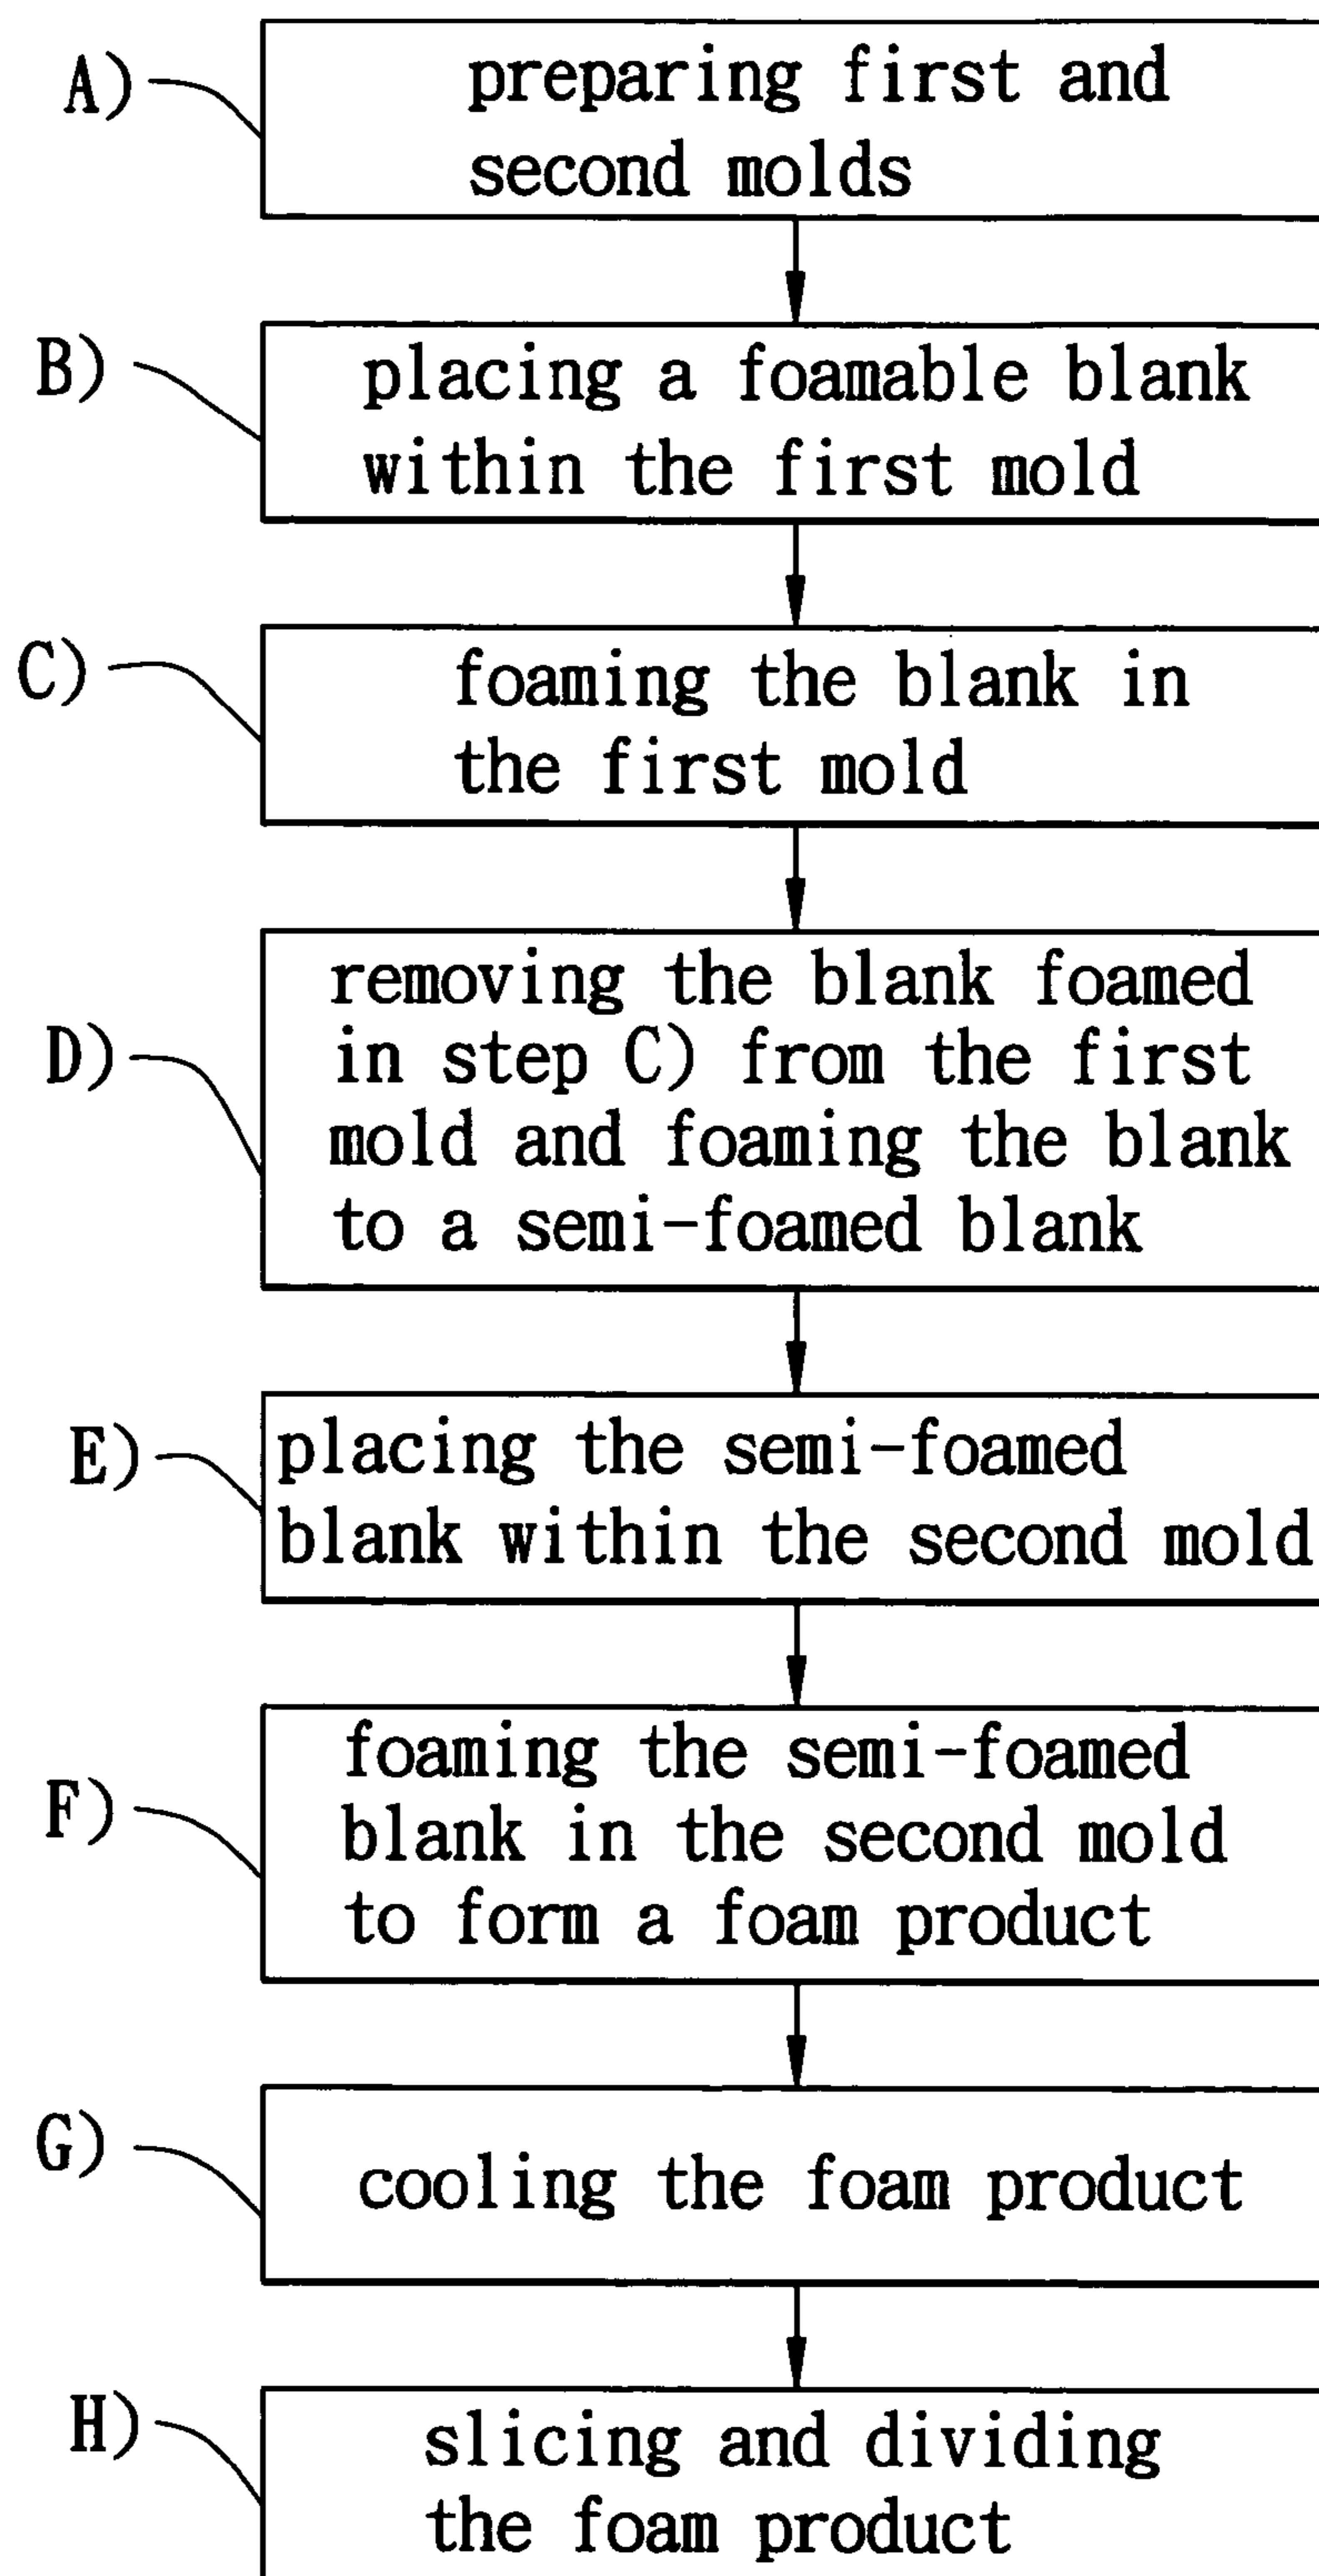 A)
preparing first and
second molds
B)
placing a foamable blank
within the first mold
C)
foaming the blank in
the first mold
D)
removing the blank foamed
in step C) from the first
mold and foaming the blank
to a semi-foamed blank
E)
placing the semi-foamed
blank within the second mold
F)
foaming the semi-foamed
blank in the second mold
to form a foam product
G)
cooling the foam product
H)
slicing and dividing
the foam product